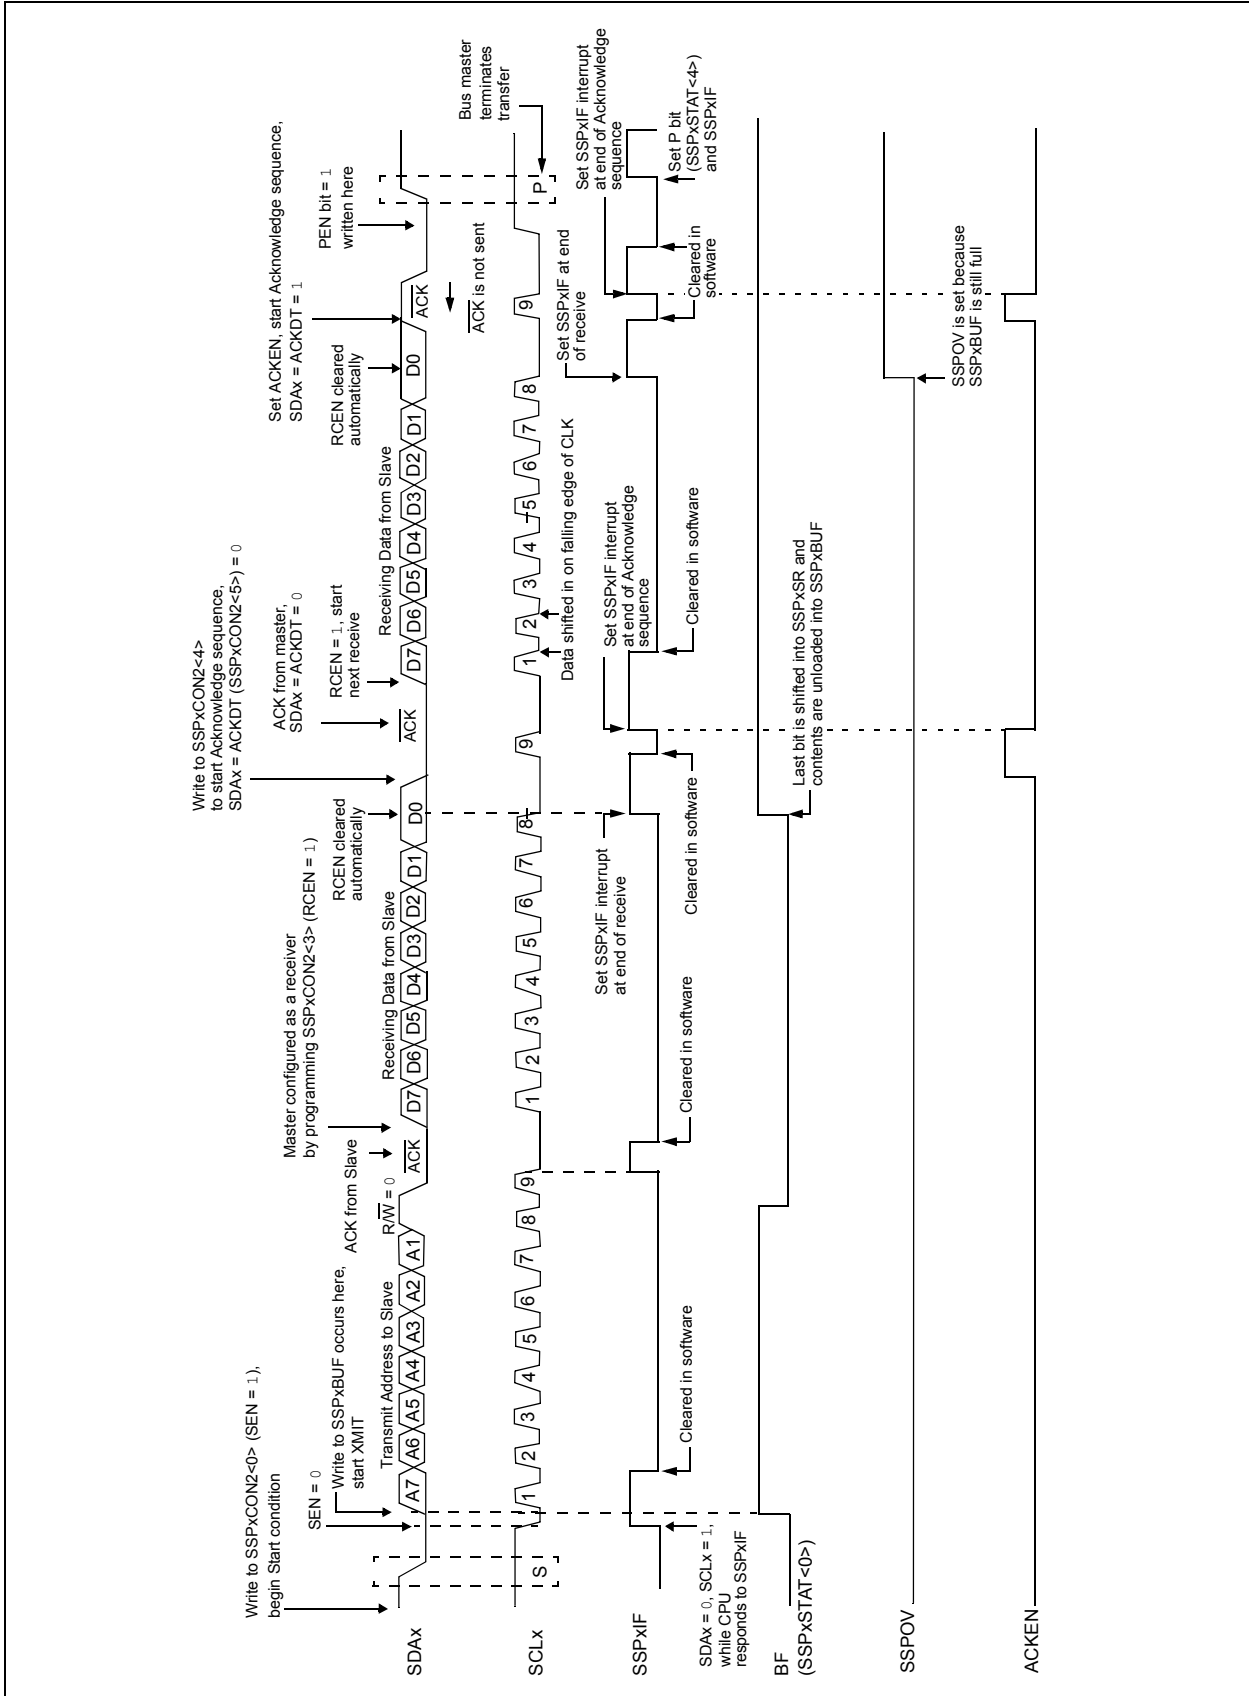 Write to SSPxCON2<0> (SEN = 1),
begin Start condition
SEN = 0
Write to SSPxBUF occurs here,
start XMIT
ACK from Slave
Master configured as a receiver
by programming SSPxCON2<3> (RCEN = 1)
RCEN cleared
automatically
Write to SSPxCON2<4>
to start Acknowledge sequence,
SDAx = ACKDT (SSPxCON2<5>) = 0
ACK from master,
SDAx = ACKDT = 0
RCEN = 1, start
next receive
RCEN cleared
automatically
Set ACKEN, start Acknowledge sequence,
SDAx = ACKDT = 1
PEN bit = 1
written here
Transmit Address to Slave
R/W = 0
Receiving Data from Slave
Receiving Data from Slave
SDAx
A7 A6 A5 A4 A3 A2 A1
ACK
D7 D6 D5 D4 D3 D2 D1 D0
ACK
D7 D6 D5 D4 D3 D2 D1 D0
ACK
ACK is not sent
Bus master
terminates
transfer
SCLx
S
1 2 3 4 5 6 7 8 9
1 2 3 4 5 6 7 8 9
1 2 3 4 5 6 7 8 9
P
Data shifted in on falling edge of CLK
Set SSPxIF interrupt
at end of receive
Set SSPxIF interrupt
at end of Acknowledge
sequence
Set SSPxIF at end
of receive
Set SSPxIF interrupt
at end of Acknowledge
sequence
SSPxIF
SDAx = 0, SCLx = 1,
while CPU
responds to SSPxIF
Cleared in software
Cleared in software
Cleared in software
Cleared in software
Cleared in
software
Set P bit
(SSPxSTAT<4>)
and SSPxIF
BF
(SSPxSTAT<0>)
Last bit is shifted into SSPxSR and
contents are unloaded into SSPxBUF
SSPOV
SSPOV is set because
SSPxBUF is still full
ACKEN